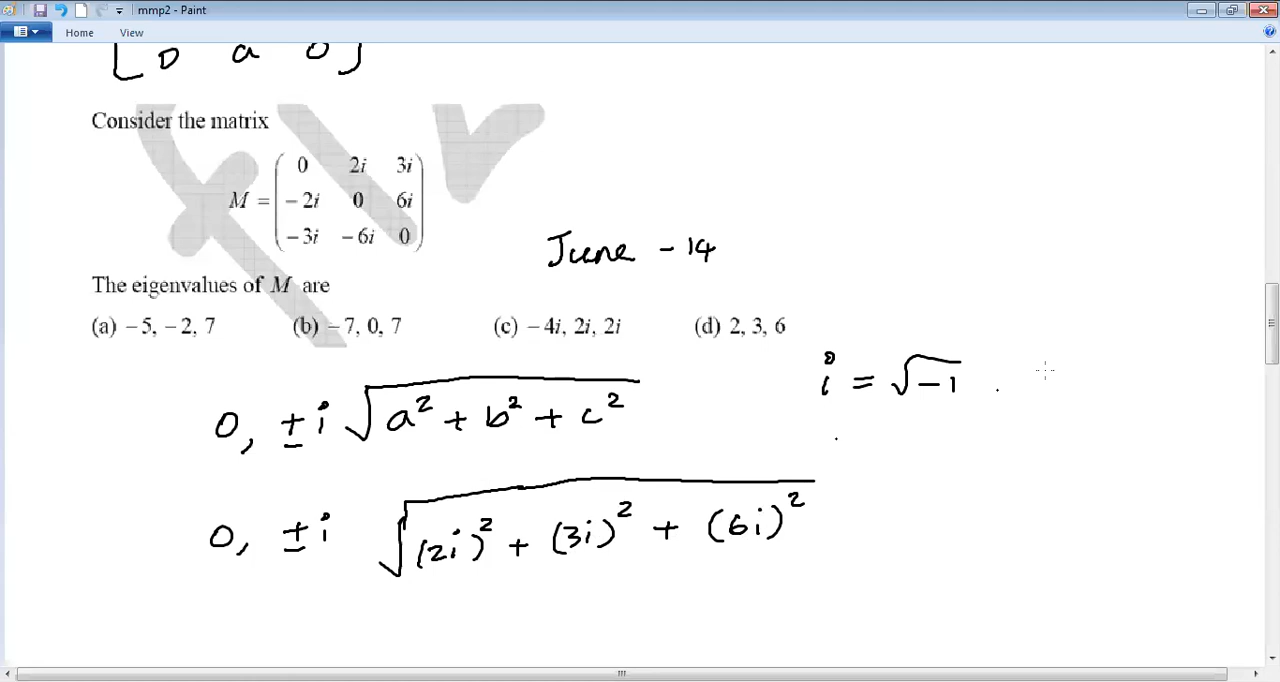 mmp2 - Paint
Home View
[ 0 a 0 ]
Consider the matrix
0 2i 3i
M = - 2i 0 6i
- 3i - 6i 0
June - 14
The eigenvalues of M are
(a) - 5, - 2, 7 (b) - 7, 0, 7 (c) - 4i, 2i, 2i (d) 2, 3, 6
i = √-1 .
0, ± i √a² + b² + c²
0, ± i √(2i)² + (3i)² + (6i)²